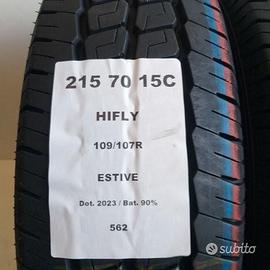 215 70 15C
HIFLY
109/107R
ESTIVE
Dot. 2023 / Bat. 90%
562
subito